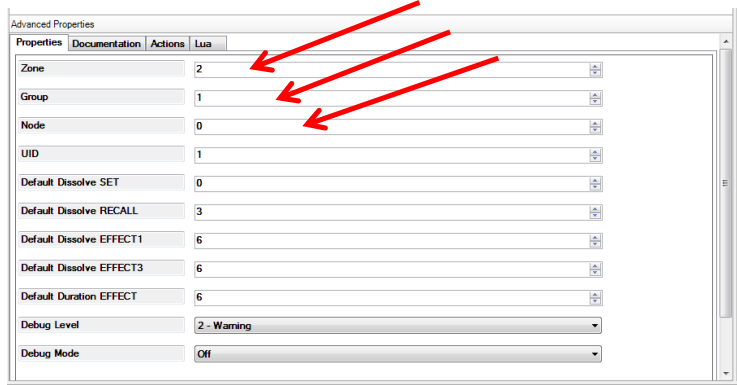 Advanced Properties
Properties Documentation Actions Lua
Zone 2
Group 1
Node 0
UID 1
Default Dissolve SET 0
Default Dissolve RECALL 3
Default Dissolve EFFECT1 6
Default Dissolve EFFECT3 6
Default Duration EFFECT 6
Debug Level 2 - Warning
Debug Mode Off